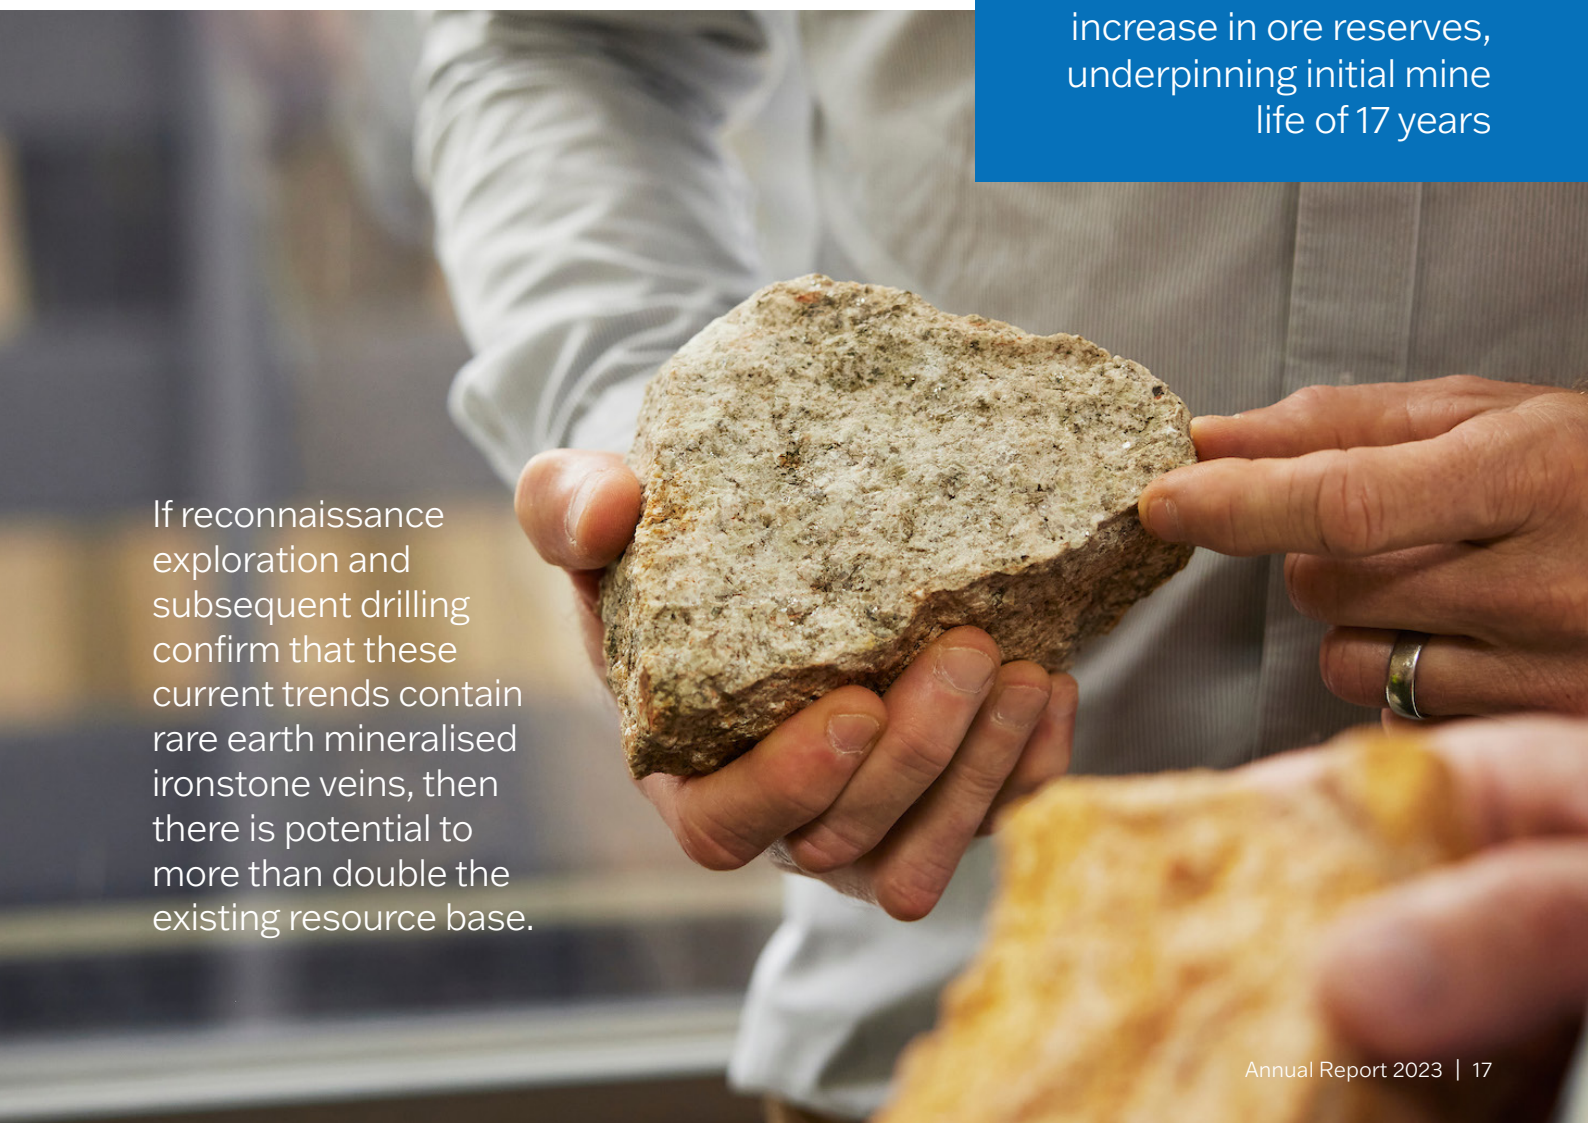 increase in ore reserves,
underpinning initial mine
life of 17 years
If reconnaissance
exploration and
subsequent drilling
confirm that these
current trends contain
rare earth mineralised
ironstone veins, then
there is potential to
more than double the
existing resource base.
Annual Report 2023 | 17